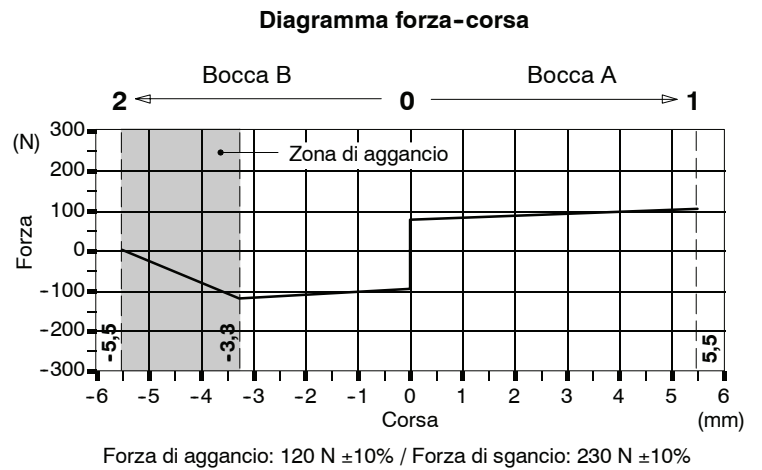 Diagramma forza-corsa
Bocca B Bocca A
2 0 1
(N)
300
200
100
0
-100
-200
-300
Forza
Zona di aggancio
-5,5
-3,3
5,5
-6 -5 -4 -3 -2 -1 0 1 2 3 4 5 6
Corsa (mm)
Forza di aggancio: 120 N ±10% / Forza di sgancio: 230 N ±10%